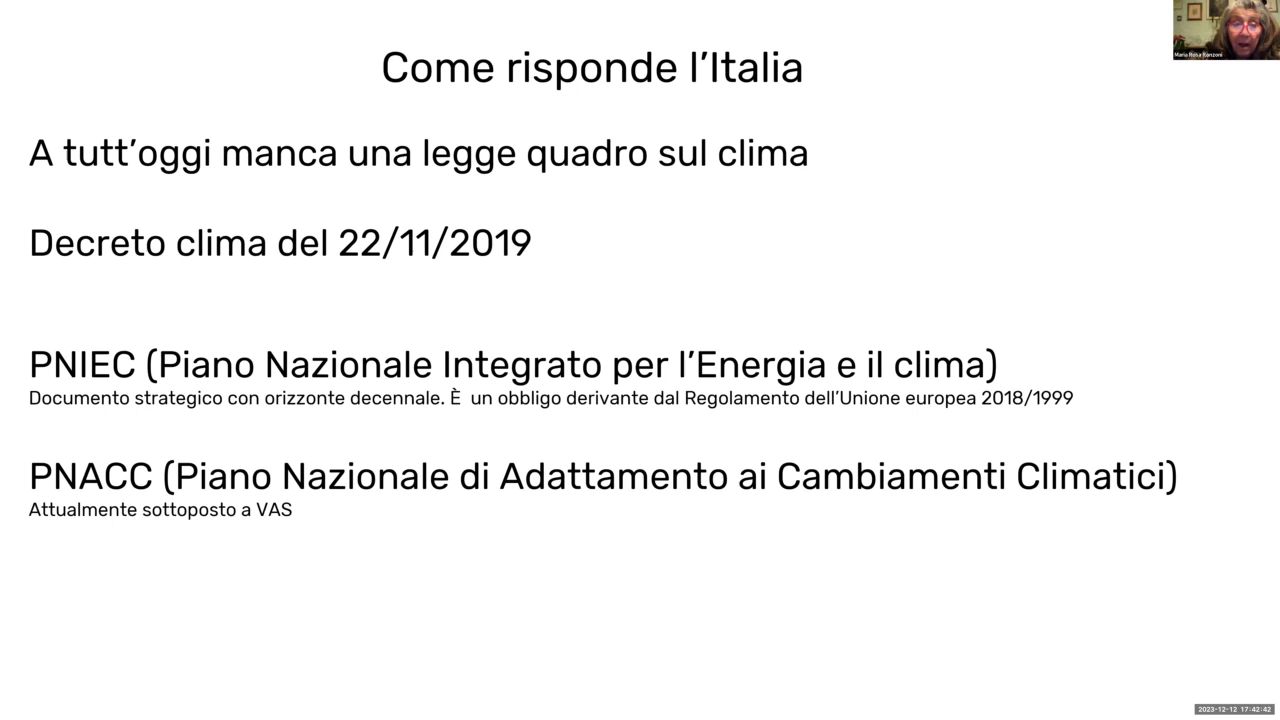 Come risponde l’Italia
Maria Rosa Ranzoni
A tutt’oggi manca una legge quadro sul clima
Decreto clima del 22/11/2019
PNIEC (Piano Nazionale Integrato per l’Energia e il clima)
Documento strategico con orizzonte decennale. È un obbligo derivante dal Regolamento dell’Unione europea 2018/1999
PNACC (Piano Nazionale di Adattamento ai Cambiamenti Climatici)
Attualmente sottoposto a VAS
2023-12-12 17:42:42